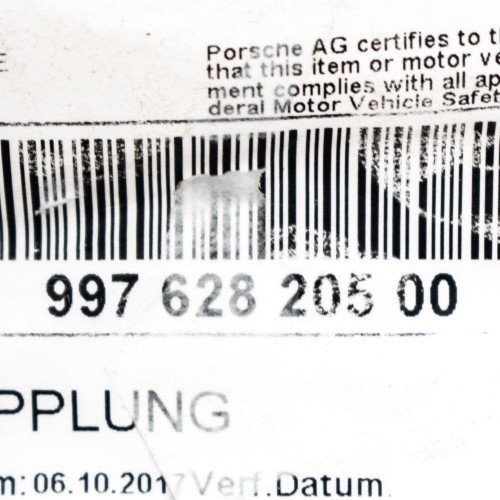 E
Porsche AG certifies to th
that this item or motor ve
ment complies with all ap
deral Motor Vehicle Safet
997 628 205 00
PPLUNG
m: 06.10.2017 Verf.Datum